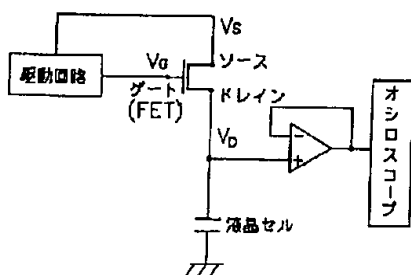 Vs
駆動回路
VG
ソース
ゲート
(FET)
ドレイン
VD
-
+
オシロスコープ
液晶セル